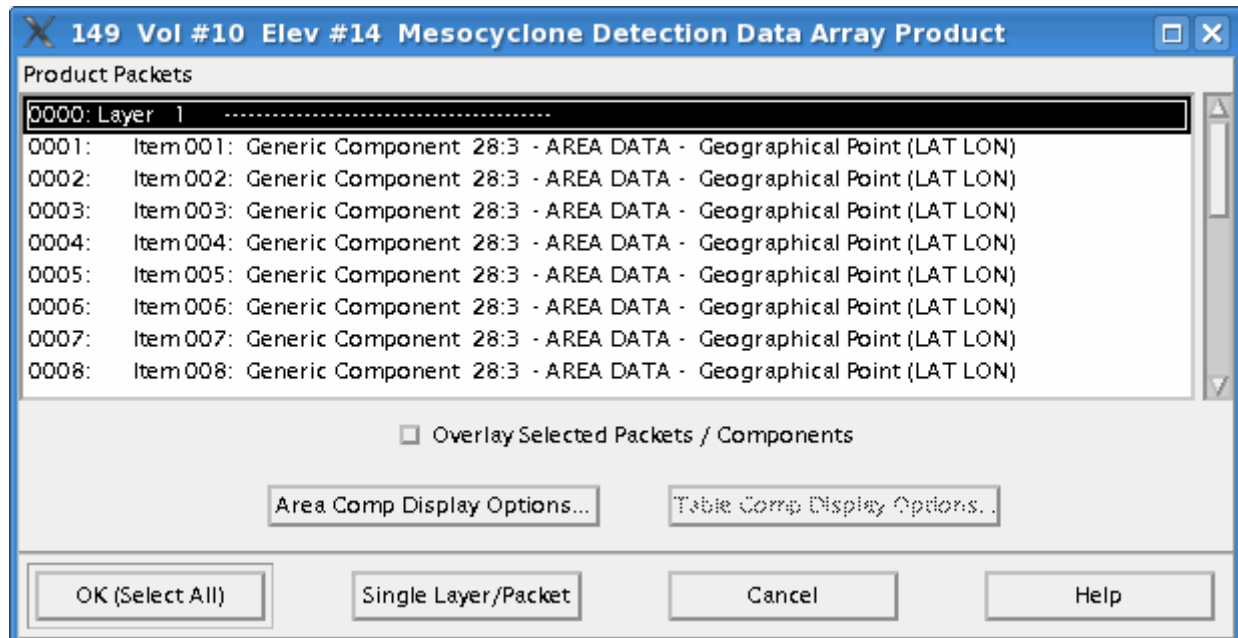 149 Vol #10 Elev #14 Mesocyclone Detection Data Array Product
Product Packets
0000: Layer 1 -----------------------------------------
0001: Item 001: Generic Component 28:3 - AREA DATA - Geographical Point (LAT LON)
0002: Item 002: Generic Component 28:3 - AREA DATA - Geographical Point (LAT LON)
0003: Item 003: Generic Component 28:3 - AREA DATA - Geographical Point (LAT LON)
0004: Item 004: Generic Component 28:3 - AREA DATA - Geographical Point (LAT LON)
0005: Item 005: Generic Component 28:3 - AREA DATA - Geographical Point (LAT LON)
0006: Item 006: Generic Component 28:3 - AREA DATA - Geographical Point (LAT LON)
0007: Item 007: Generic Component 28:3 - AREA DATA - Geographical Point (LAT LON)
0008: Item 008: Generic Component 28:3 - AREA DATA - Geographical Point (LAT LON)
Overlay Selected Packets / Components
Area Comp Display Options... Table Comp Display Options...
OK (Select All) Single Layer/Packet Cancel Help